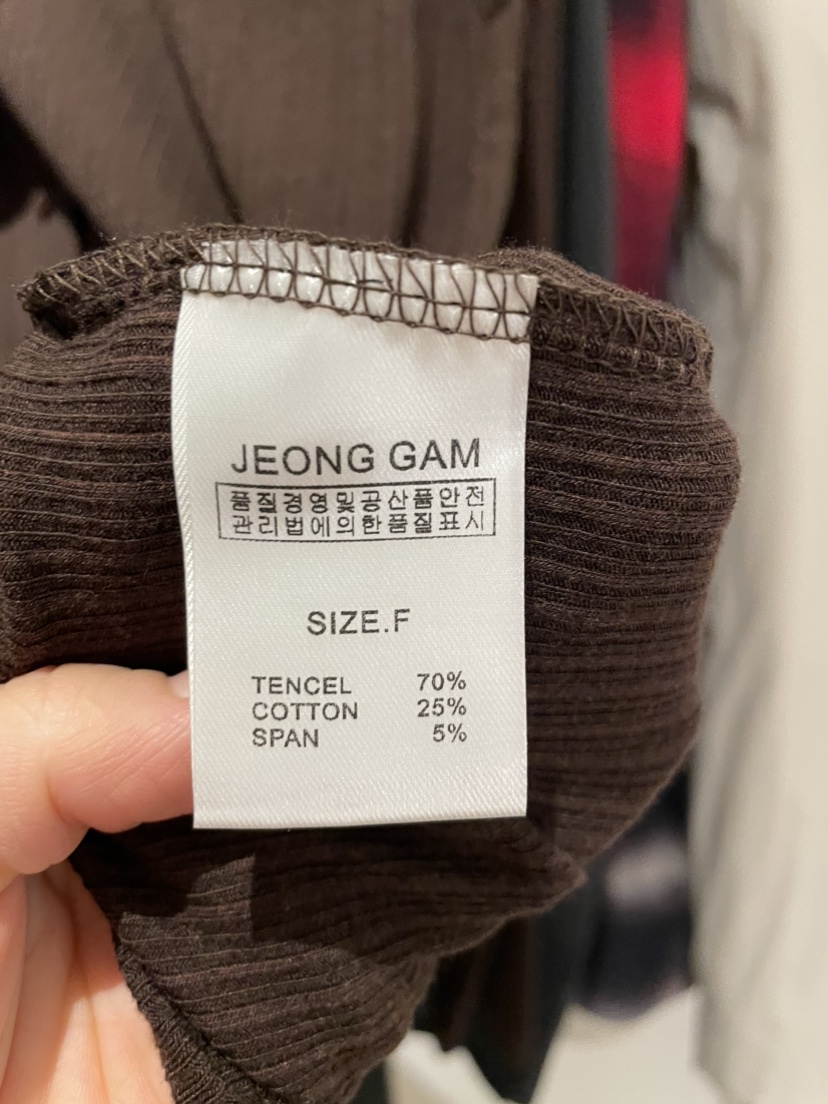 JEONG GAM
품질경영및공산품안전
관리법에의한품질표시
SIZE.F
TENCEL 70%
COTTON 25%
SPAN 5%